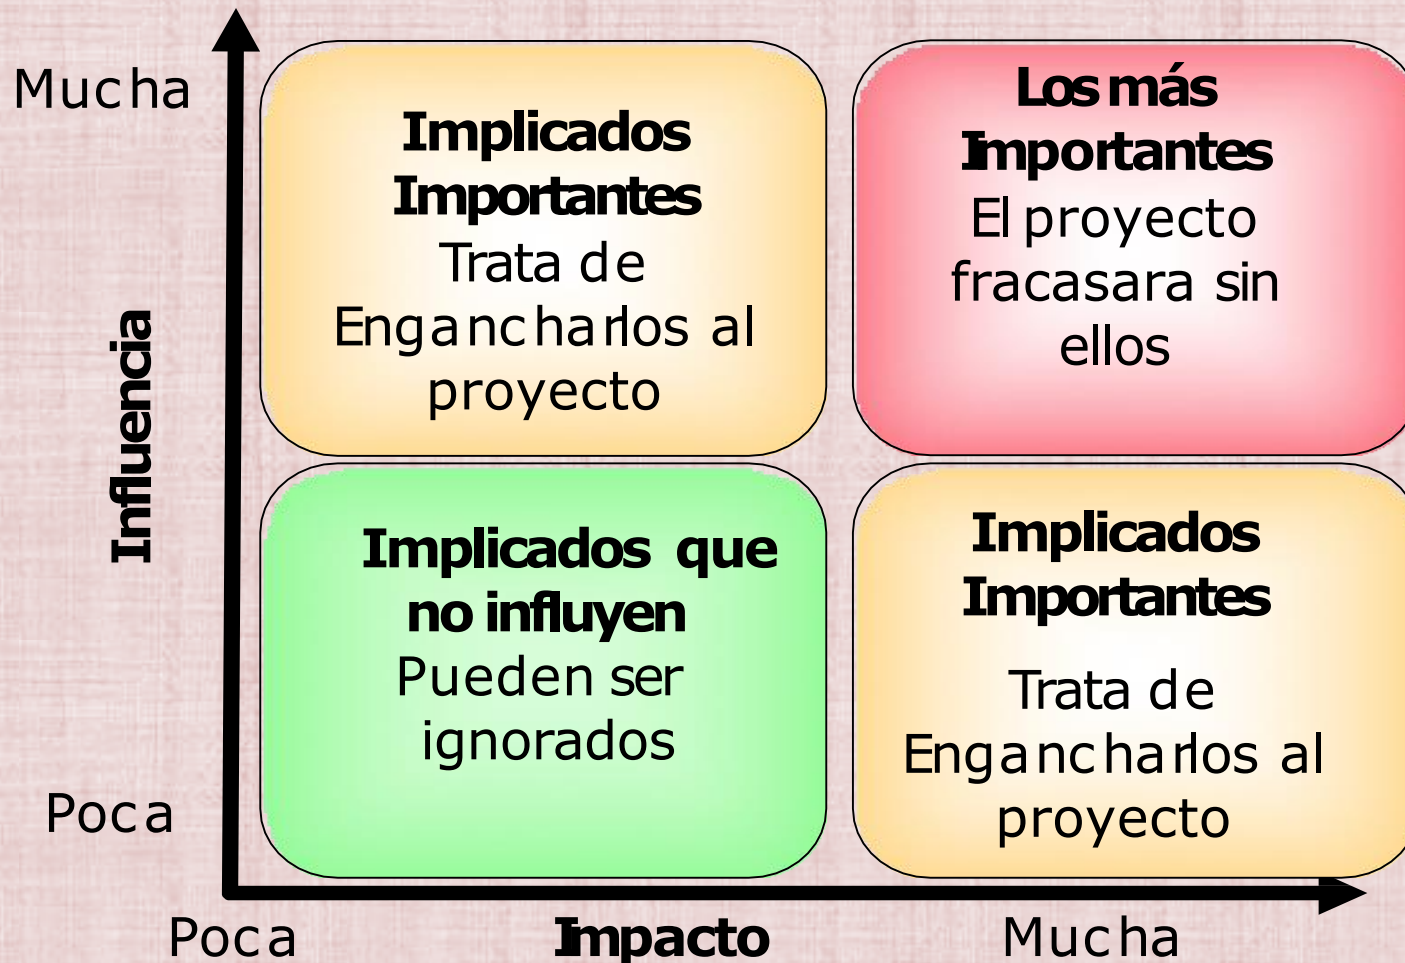 Mucha
Influencia
Poca
Implicados
Importantes
Trata de
Engancharlos al
proyecto
Los más
Importantes
El proyecto
fracasara sin
ellos
Implicados que
no influyen
Pueden ser
ignorados
Implicados
Importantes
Trata de
Engancharlos al
proyecto
Poca
Impacto
Mucha